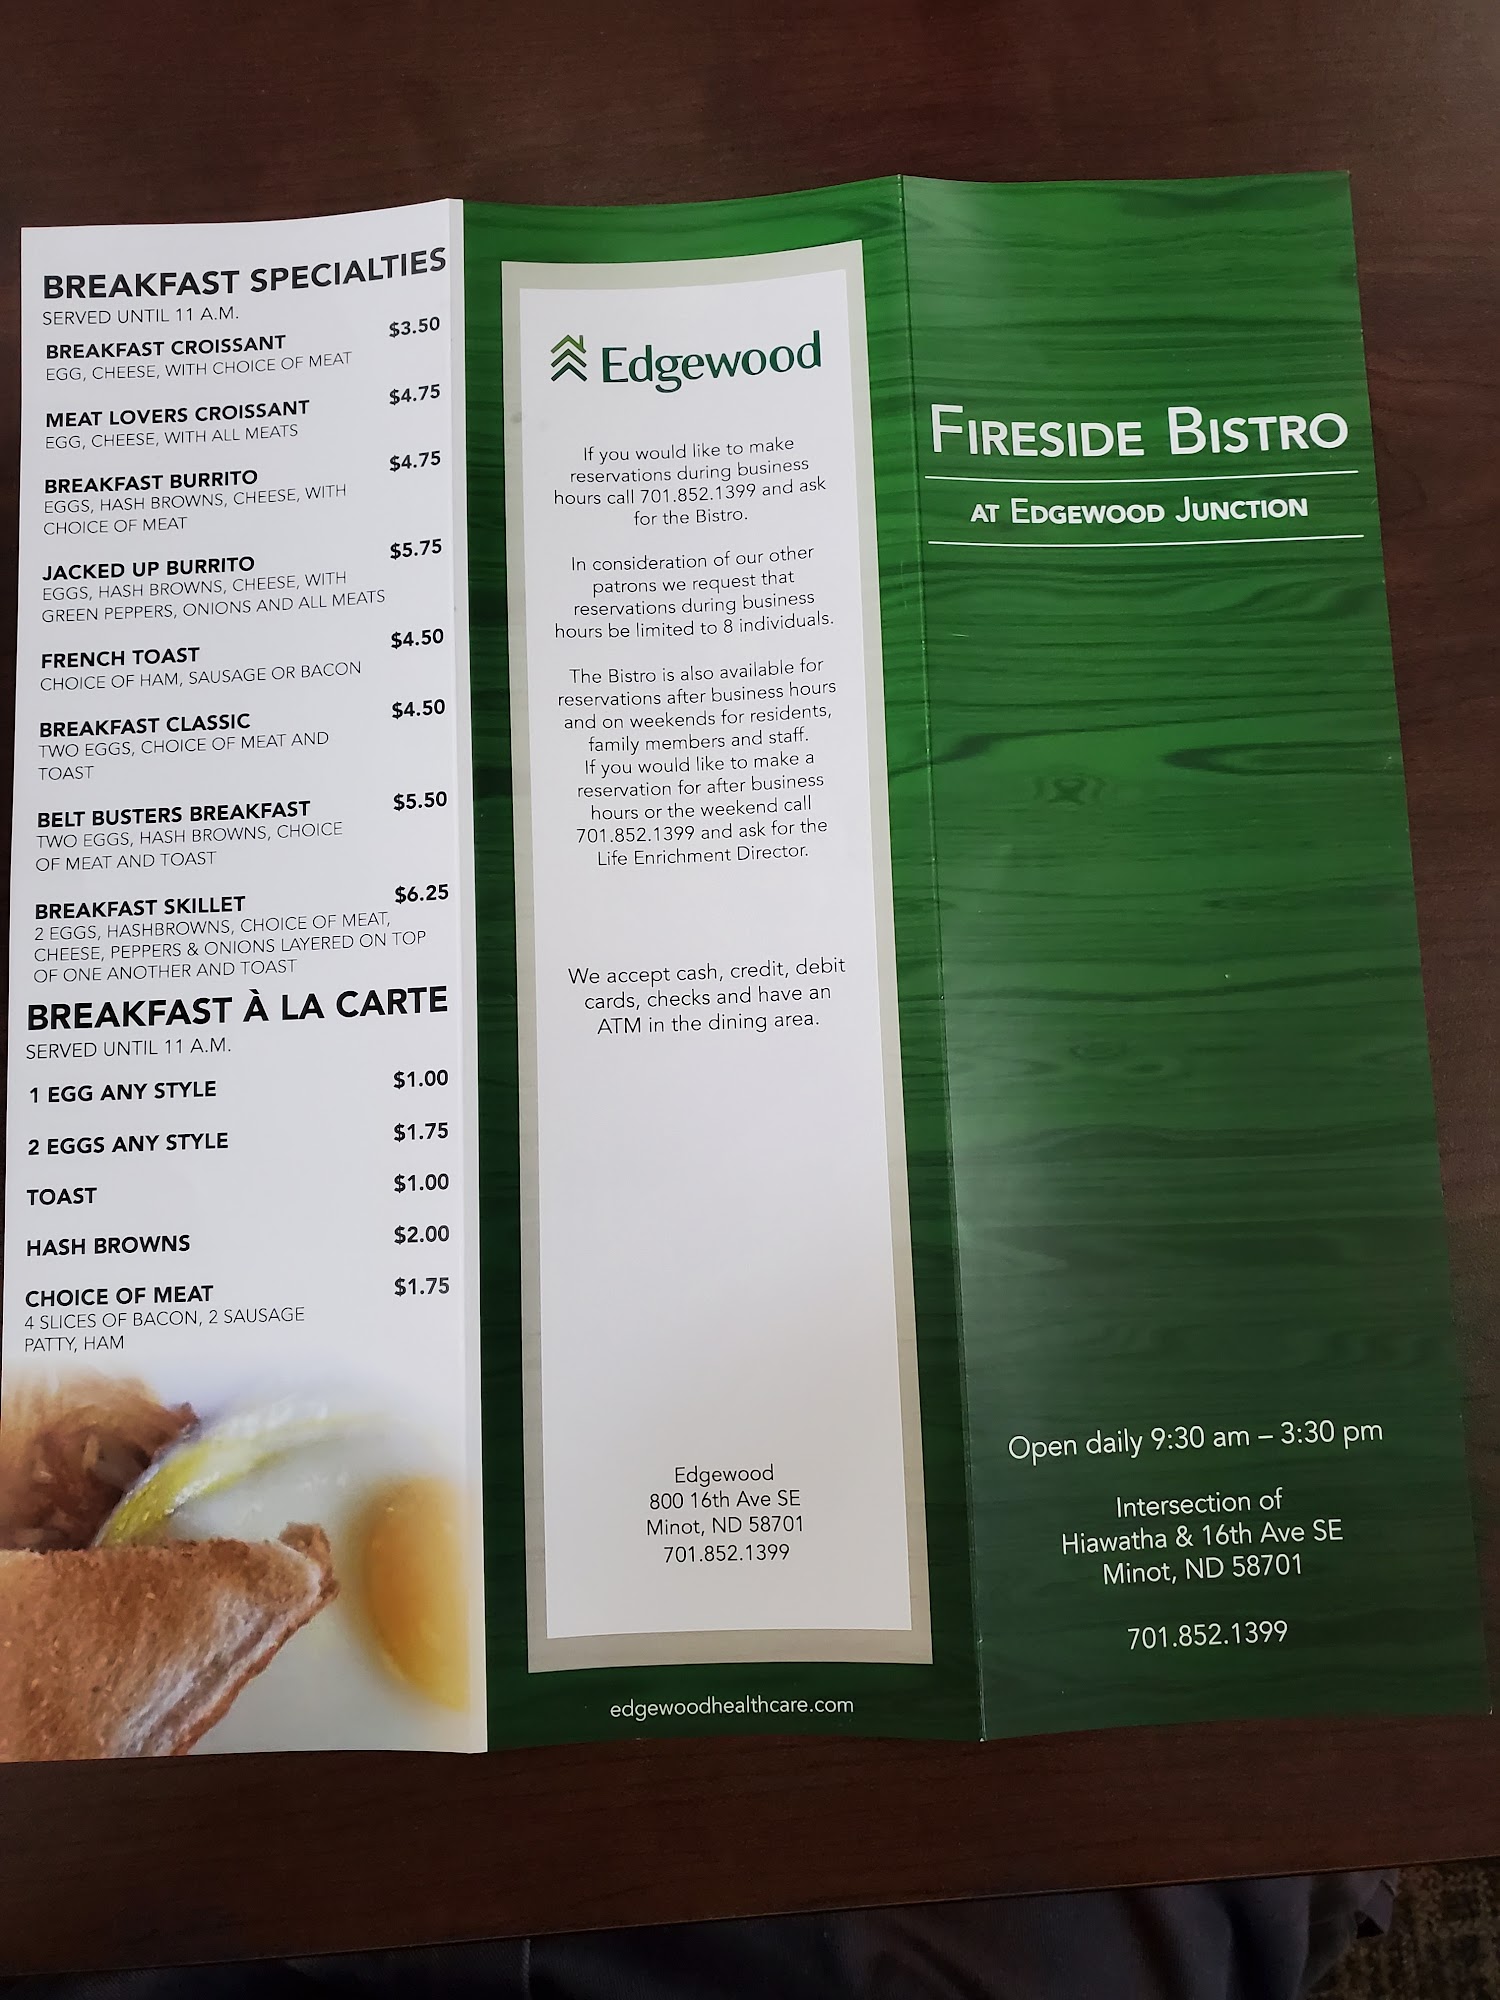 BREAKFAST SPECIALTIES
SERVED UNTIL 11 A.M.
BREAKFAST CROISSANT $3.50
EGG, CHEESE, WITH CHOICE OF MEAT
MEAT LOVERS CROISSANT $4.75
EGG, CHEESE, WITH ALL MEATS
BREAKFAST BURRITO $4.75
EGGS, HASH BROWNS, CHEESE, WITH
CHOICE OF MEAT
JACKED UP BURRITO $5.75
EGGS, HASH BROWNS, CHEESE, WITH
GREEN PEPPERS, ONIONS AND ALL MEATS
FRENCH TOAST $4.50
CHOICE OF HAM, SAUSAGE OR BACON
BREAKFAST CLASSIC $4.50
TWO EGGS, CHOICE OF MEAT AND
TOAST
BELT BUSTERS BREAKFAST $5.50
TWO EGGS, HASH BROWNS, CHOICE
OF MEAT AND TOAST
BREAKFAST SKILLET $6.25
2 EGGS, HASHBROWNS, CHOICE OF MEAT,
CHEESE, PEPPERS & ONIONS LAYERED ON TOP
OF ONE ANOTHER AND TOAST
BREAKFAST À LA CARTE
SERVED UNTIL 11 A.M.
1 EGG ANY STYLE $1.00
2 EGGS ANY STYLE $1.75
TOAST $1.00
HASH BROWNS $2.00
CHOICE OF MEAT $1.75
4 SLICES OF BACON, 2 SAUSAGE
PATTY, HAM
Edgewood
If you would like to make
reservations during business
hours call 701.852.1399 and ask
for the Bistro.
In consideration of our other
patrons we request that
reservations during business
hours be limited to 8 individuals.
The Bistro is also available for
reservations after business hours
and on weekends for residents,
family members and staff.
If you would like to make a
reservation for after business
hours or the weekend call
701.852.1399 and ask for the
Life Enrichment Director.
We accept cash, credit, debit
cards, checks and have an
ATM in the dining area.
Edgewood
800 16th Ave SE
Minot, ND 58701
701.852.1399
edgewoodhealthcare.com
FIRESIDE BISTRO
AT EDGEWOOD JUNCTION
Open daily 9:30 am – 3:30 pm
Intersection of
Hiawatha & 16th Ave SE
Minot, ND 58701
701.852.1399